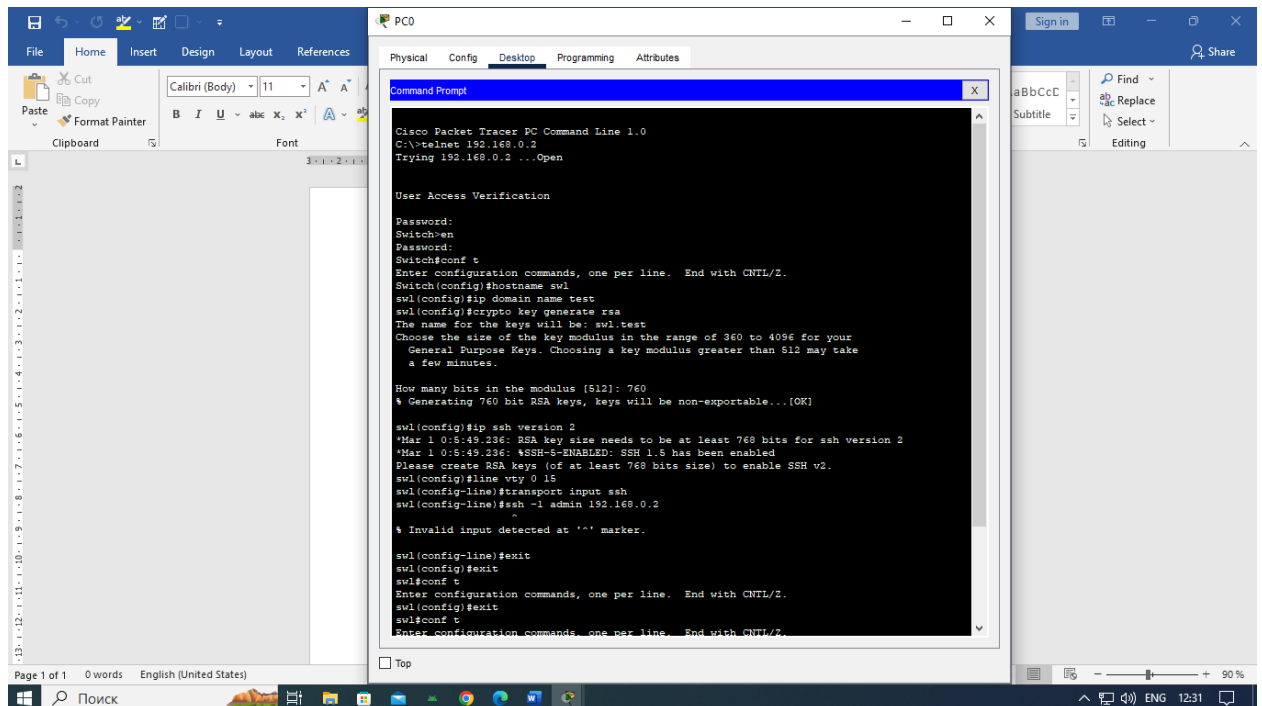 Sign in
File Home Insert Design Layout References
Share
Paste
Cut
Copy
Format Painter
Clipboard
Calibri (Body) 11
B I U abc x₂ x² A
Font
aBbCcD
Subtitle
Find
Replace
Select
Editing
PC0
Physical Config Desktop Programming Attributes
Command Prompt
X
Cisco Packet Tracer PC Command Line 1.0
C:\>telnet 192.168.0.2
Trying 192.168.0.2 ...Open
User Access Verification
Password:
Switch>en
Password:
Switch#conf t
Enter configuration commands, one per line.  End with CNTL/Z.
Switch(config)#hostname swl
swl(config)#ip domain name test
swl(config)#crypto key generate rsa
The name for the keys will be: swl.test
Choose the size of the key modulus in the range of 360 to 4096 for your
General Purpose Keys. Choosing a key modulus greater than 512 may take
a few minutes.
How many bits in the modulus [512]: 760
% Generating 760 bit RSA keys, keys will be non-exportable...[OK]
swl(config)#ip ssh version 2
*Mar 1 0:5:49.236: RSA key size needs to be at least 768 bits for ssh version 2
*Mar 1 0:5:49.236: %SSH-5-ENABLED: SSH 1.5 has been enabled
Please create RSA keys (of at least 768 bits size) to enable SSH v2.
swl(config)#line vty 0 15
swl(config-line)#transport input ssh
swl(config-line)#ssh -l admin 192.168.0.2
^
% Invalid input detected at '^' marker.
swl(config-line)#exit
swl(config)#exit
swl#conf t
Enter configuration commands, one per line.  End with CNTL/Z.
swl(config)#exit
swl#conf t
Enter configuration commands, one per line.  End with CNTL/Z.
Top
Page 1 of 1 0 words English (United States)
90 %
Поиск
ENG 12:31